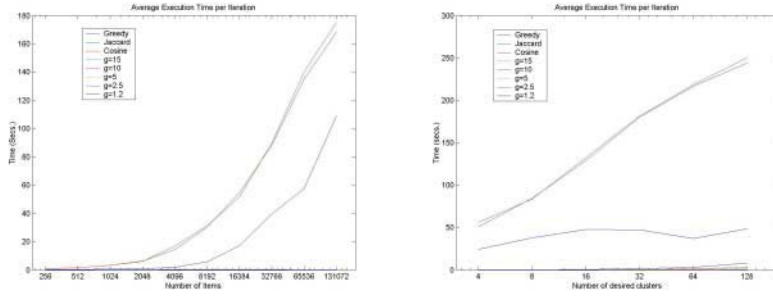 Average Execution Time per Iteration
180
160
140
120
100
80
60
40
20
0
Time (Secs.)
Greedy
Jaccard
Cosine
g=15
g=10
g=5
g=2.5
g=1.2
256 512 1024 2048 4096 8192 16384 32768 65536 131072
Number of Items
Average Execution Time per Iteration
300
250
200
150
100
50
0
Time (secs.)
Greedy
Jaccard
Cosine
g=15
g=10
g=5
g=2.5
g=1.2
4 8 16 32 64 128
Number of desired clusters